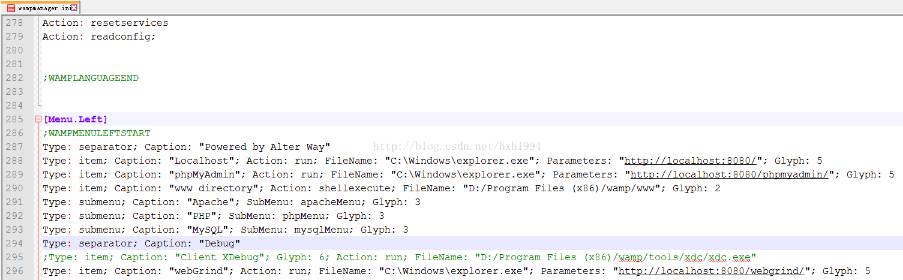 wampmanager.ini
278 Action: resetservices
279 Action: readconfig;
280
281
282 ;WAMPLANGUAGEEND
283
284
285 [Menu.Left]
286 ;WAMPMENULEFTSTART
287 Type: separator; Caption: "Powered by Alter Way"
http://blog.csdn.net/hxh1994
288 Type: item; Caption: "Localhost"; Action: run; FileName: "C:\Windows\explorer.exe"; Parameters: "http://localhost:8080/"; Glyph: 5
289 Type: item; Caption: "phpMyAdmin"; Action: run; FileName: "C:\Windows\explorer.exe"; Parameters: "http://localhost:8080/phpmyadmin/"; Glyph: 5
290 Type: item; Caption: "www directory"; Action: shellexecute; FileName: "D:/Program Files (x86)/wamp/www"; Glyph: 2
291 Type: submenu; Caption: "Apache"; SubMenu: apacheMenu; Glyph: 3
292 Type: submenu; Caption: "PHP"; SubMenu: phpMenu; Glyph: 3
293 Type: submenu; Caption: "MySQL"; SubMenu: mysqlMenu; Glyph: 3
294 Type: separator; Caption: "Debug"
295 ;Type: item; Caption: "Client XDebug"; Glyph: 6; Action: run; FileName: "D:/Program Files (x86)/wamp/tools/xdc/xdc.exe"
296 Type: item; Caption: "webGrind"; Action: run; FileName: "C:\Windows\explorer.exe"; Parameters: "http://localhost:8080/webgrind/"; Glyph: 5